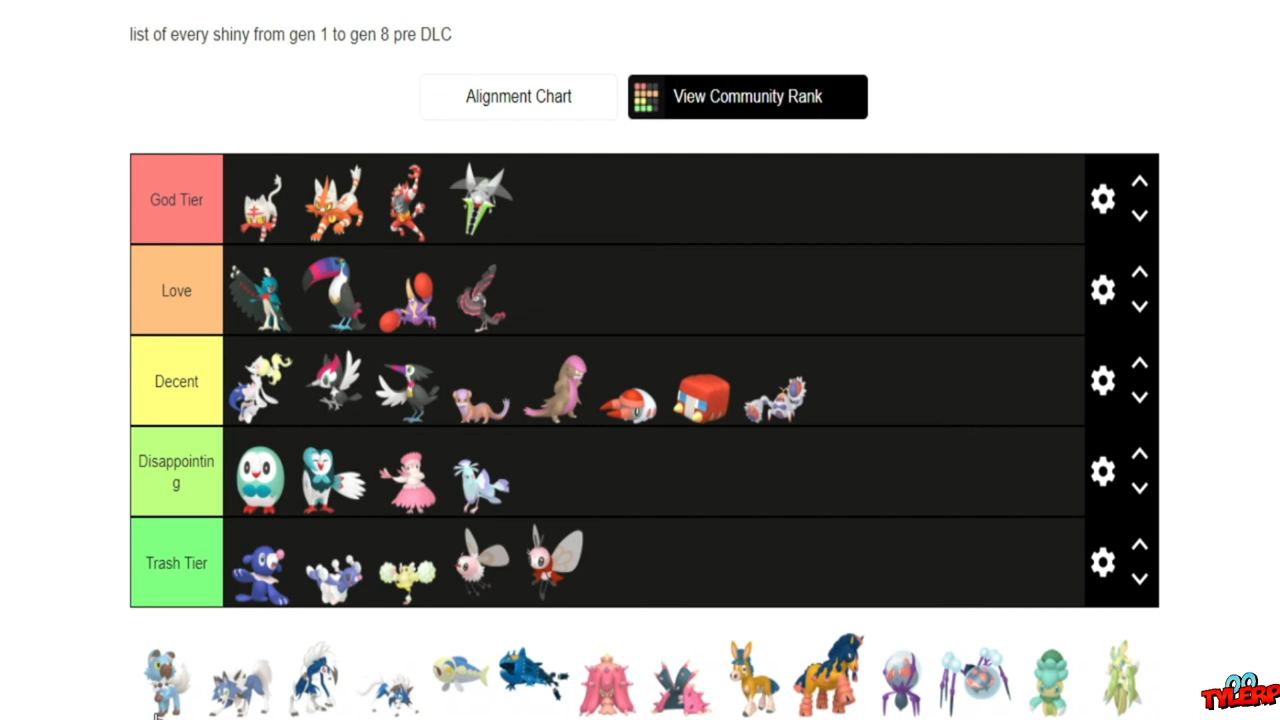 list of every shiny from gen 1 to gen 8 pre DLC
Alignment Chart
View Community Rank
God Tier
Love
Decent
Disappointin
g
Trash Tier
TYLERP